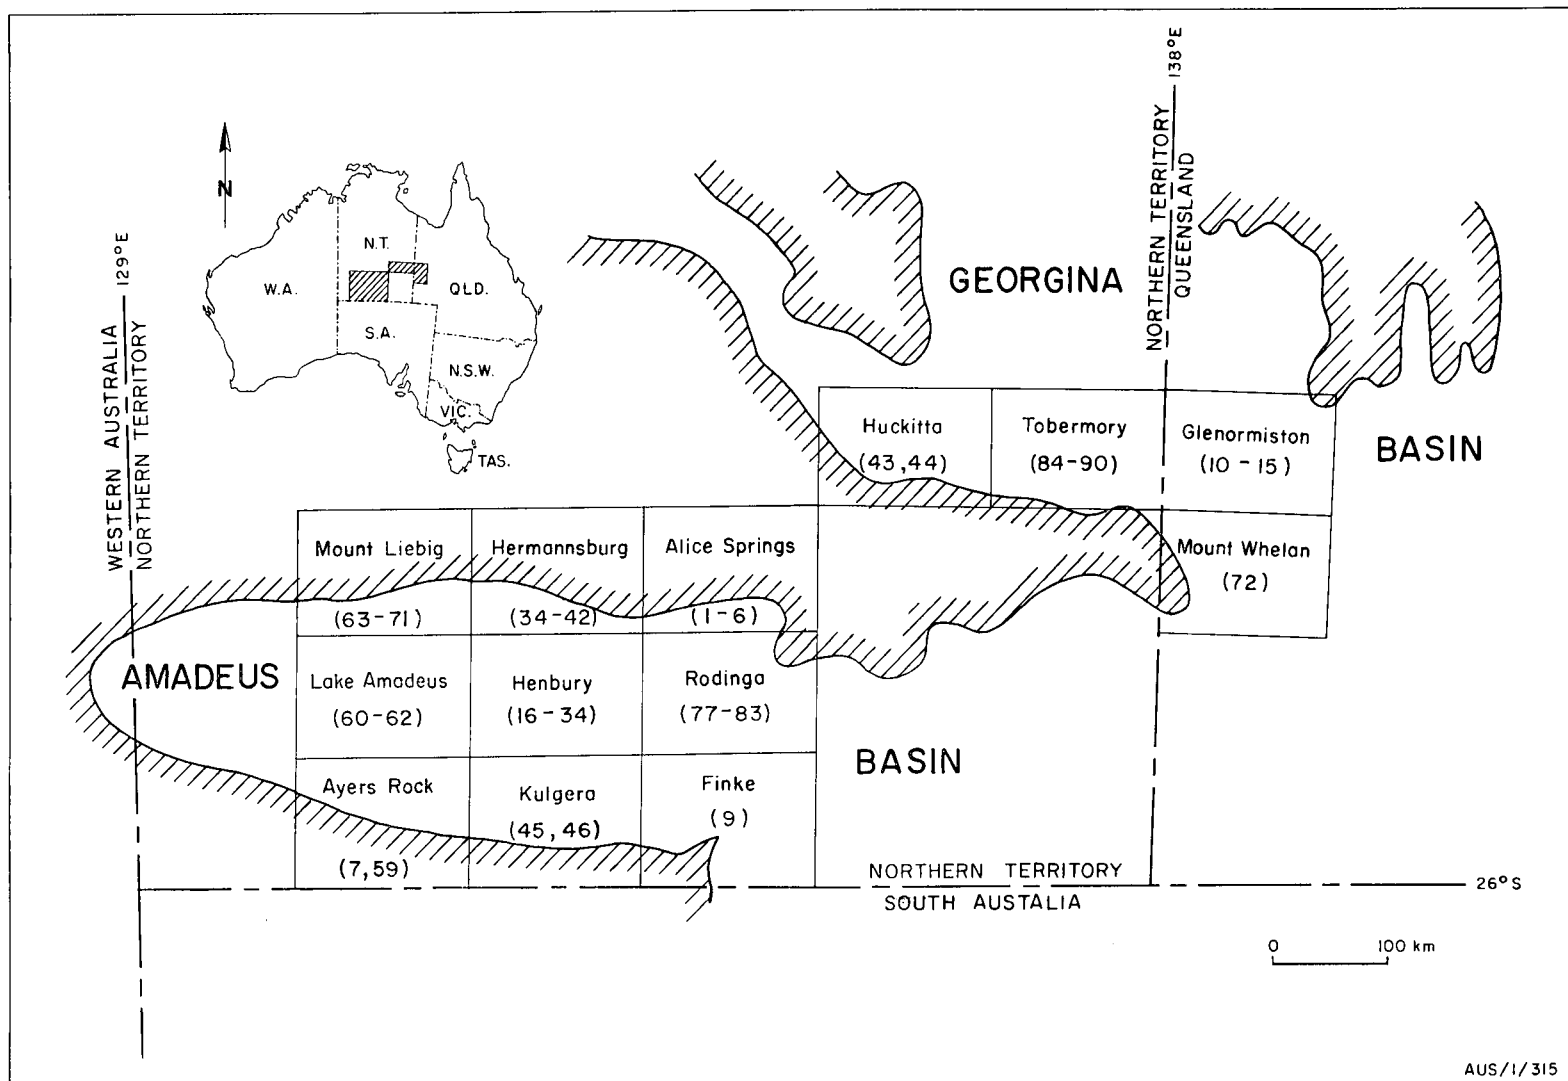 N
W.A.
N.T.
QLD.
S.A.
N.S.W.
VIC.
TAS.
WESTERN AUSTRALIA
NORTHERN TERRITORY
129°E
NORTHERN TERRITORY
QUEENSLAND
138°E
GEORGINA
BASIN
Huckitta
(43,44)
Tobermory
(84-90)
Glenormiston
(10-15)
Mount Liebig
(63-71)
Hermannsburg
(34-42)
Alice Springs
(1-6)
Mount Whelan
(72)
AMADEUS
Lake Amadeus
(60-62)
Henbury
(16-34)
Rodinga
(77-83)
BASIN
Ayers Rock
(7,59)
Kulgera
(45,46)
Finke
(9)
NORTHERN TERRITORY
SOUTH AUSTALIA
26°S
0 100 km
AUS/1/315